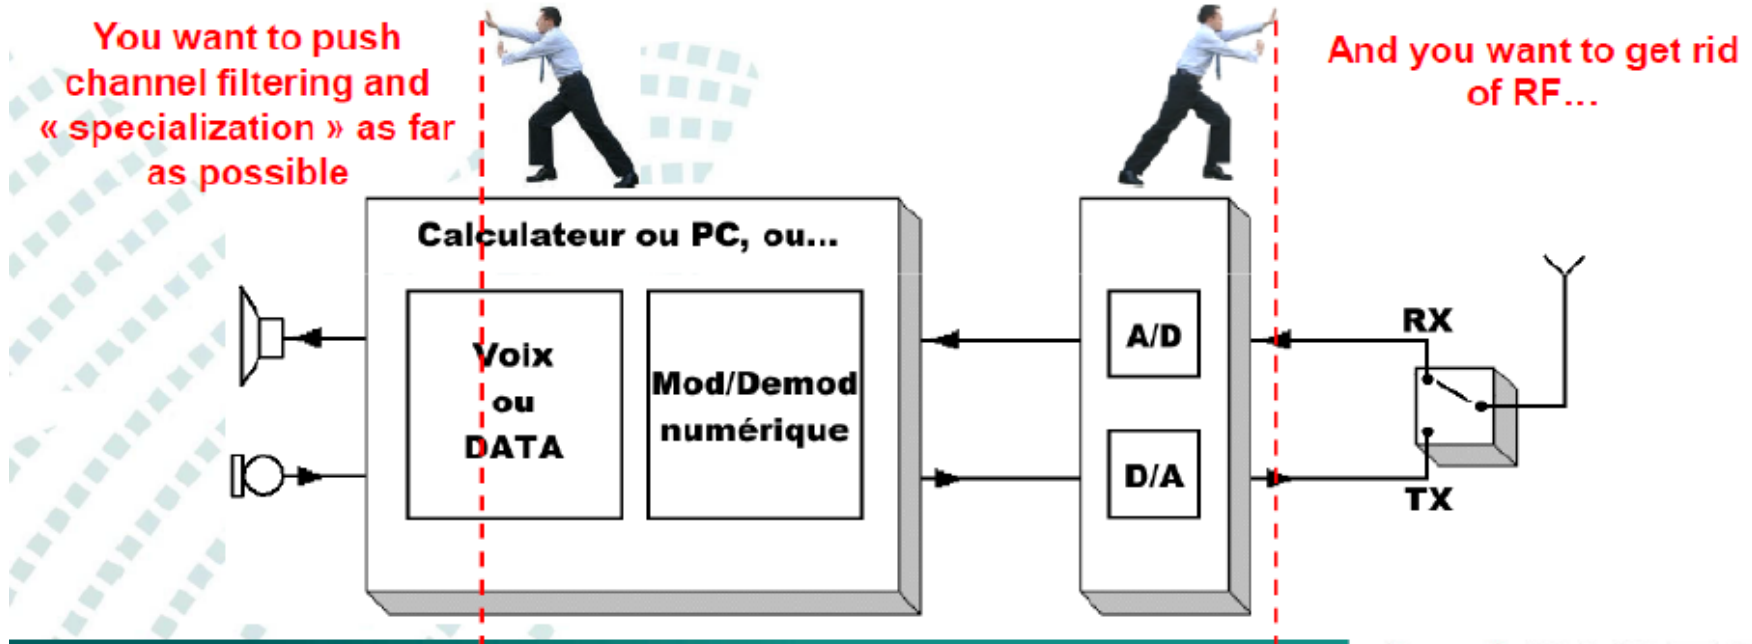 You want to push
channel filtering and
« specialization » as far
as possible
And you want to get rid
of RF...
Calculateur ou PC, ou...
Voix
ou
DATA
Mod/Demod
numérique
A/D
D/A
RX
TX